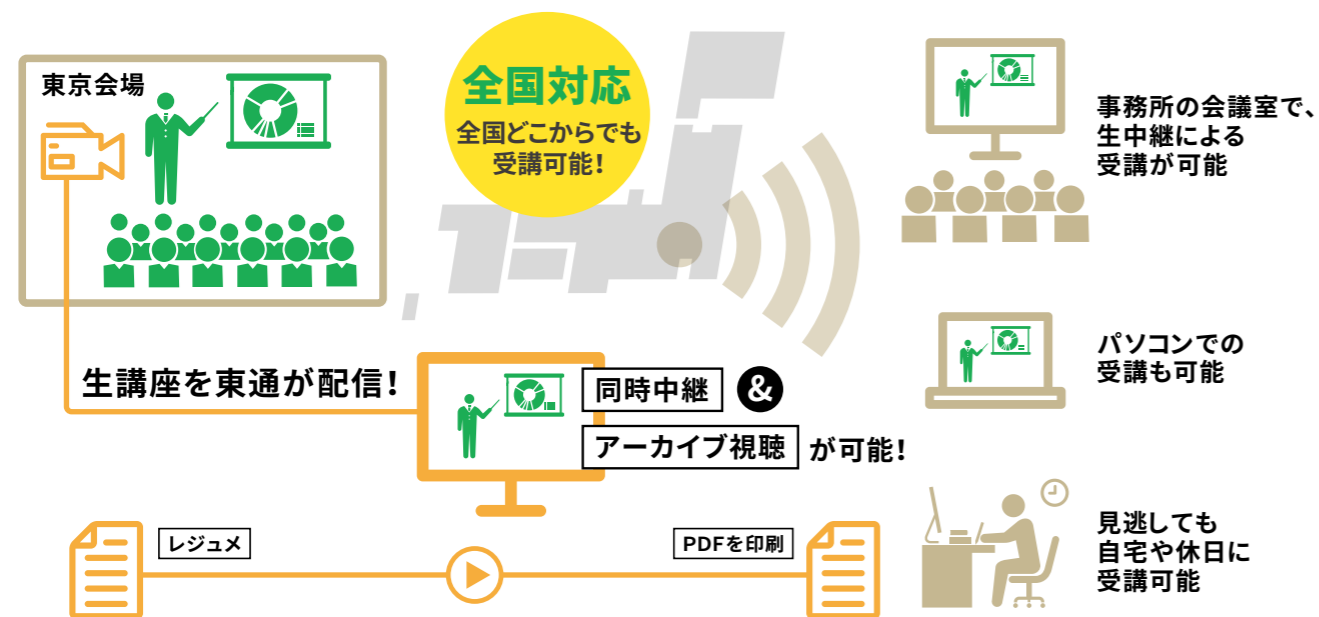 東京会場
全国対応
全国どこからでも
受講可能！
事務所の会議室で、
生中継による
受講が可能
生講座を東通が配信！
同時中継
&
アーカイブ視聴
が可能！
パソコンでの
受講も可能
レジュメ
PDFを印刷
見逃しても
自宅や休日に
受講可能